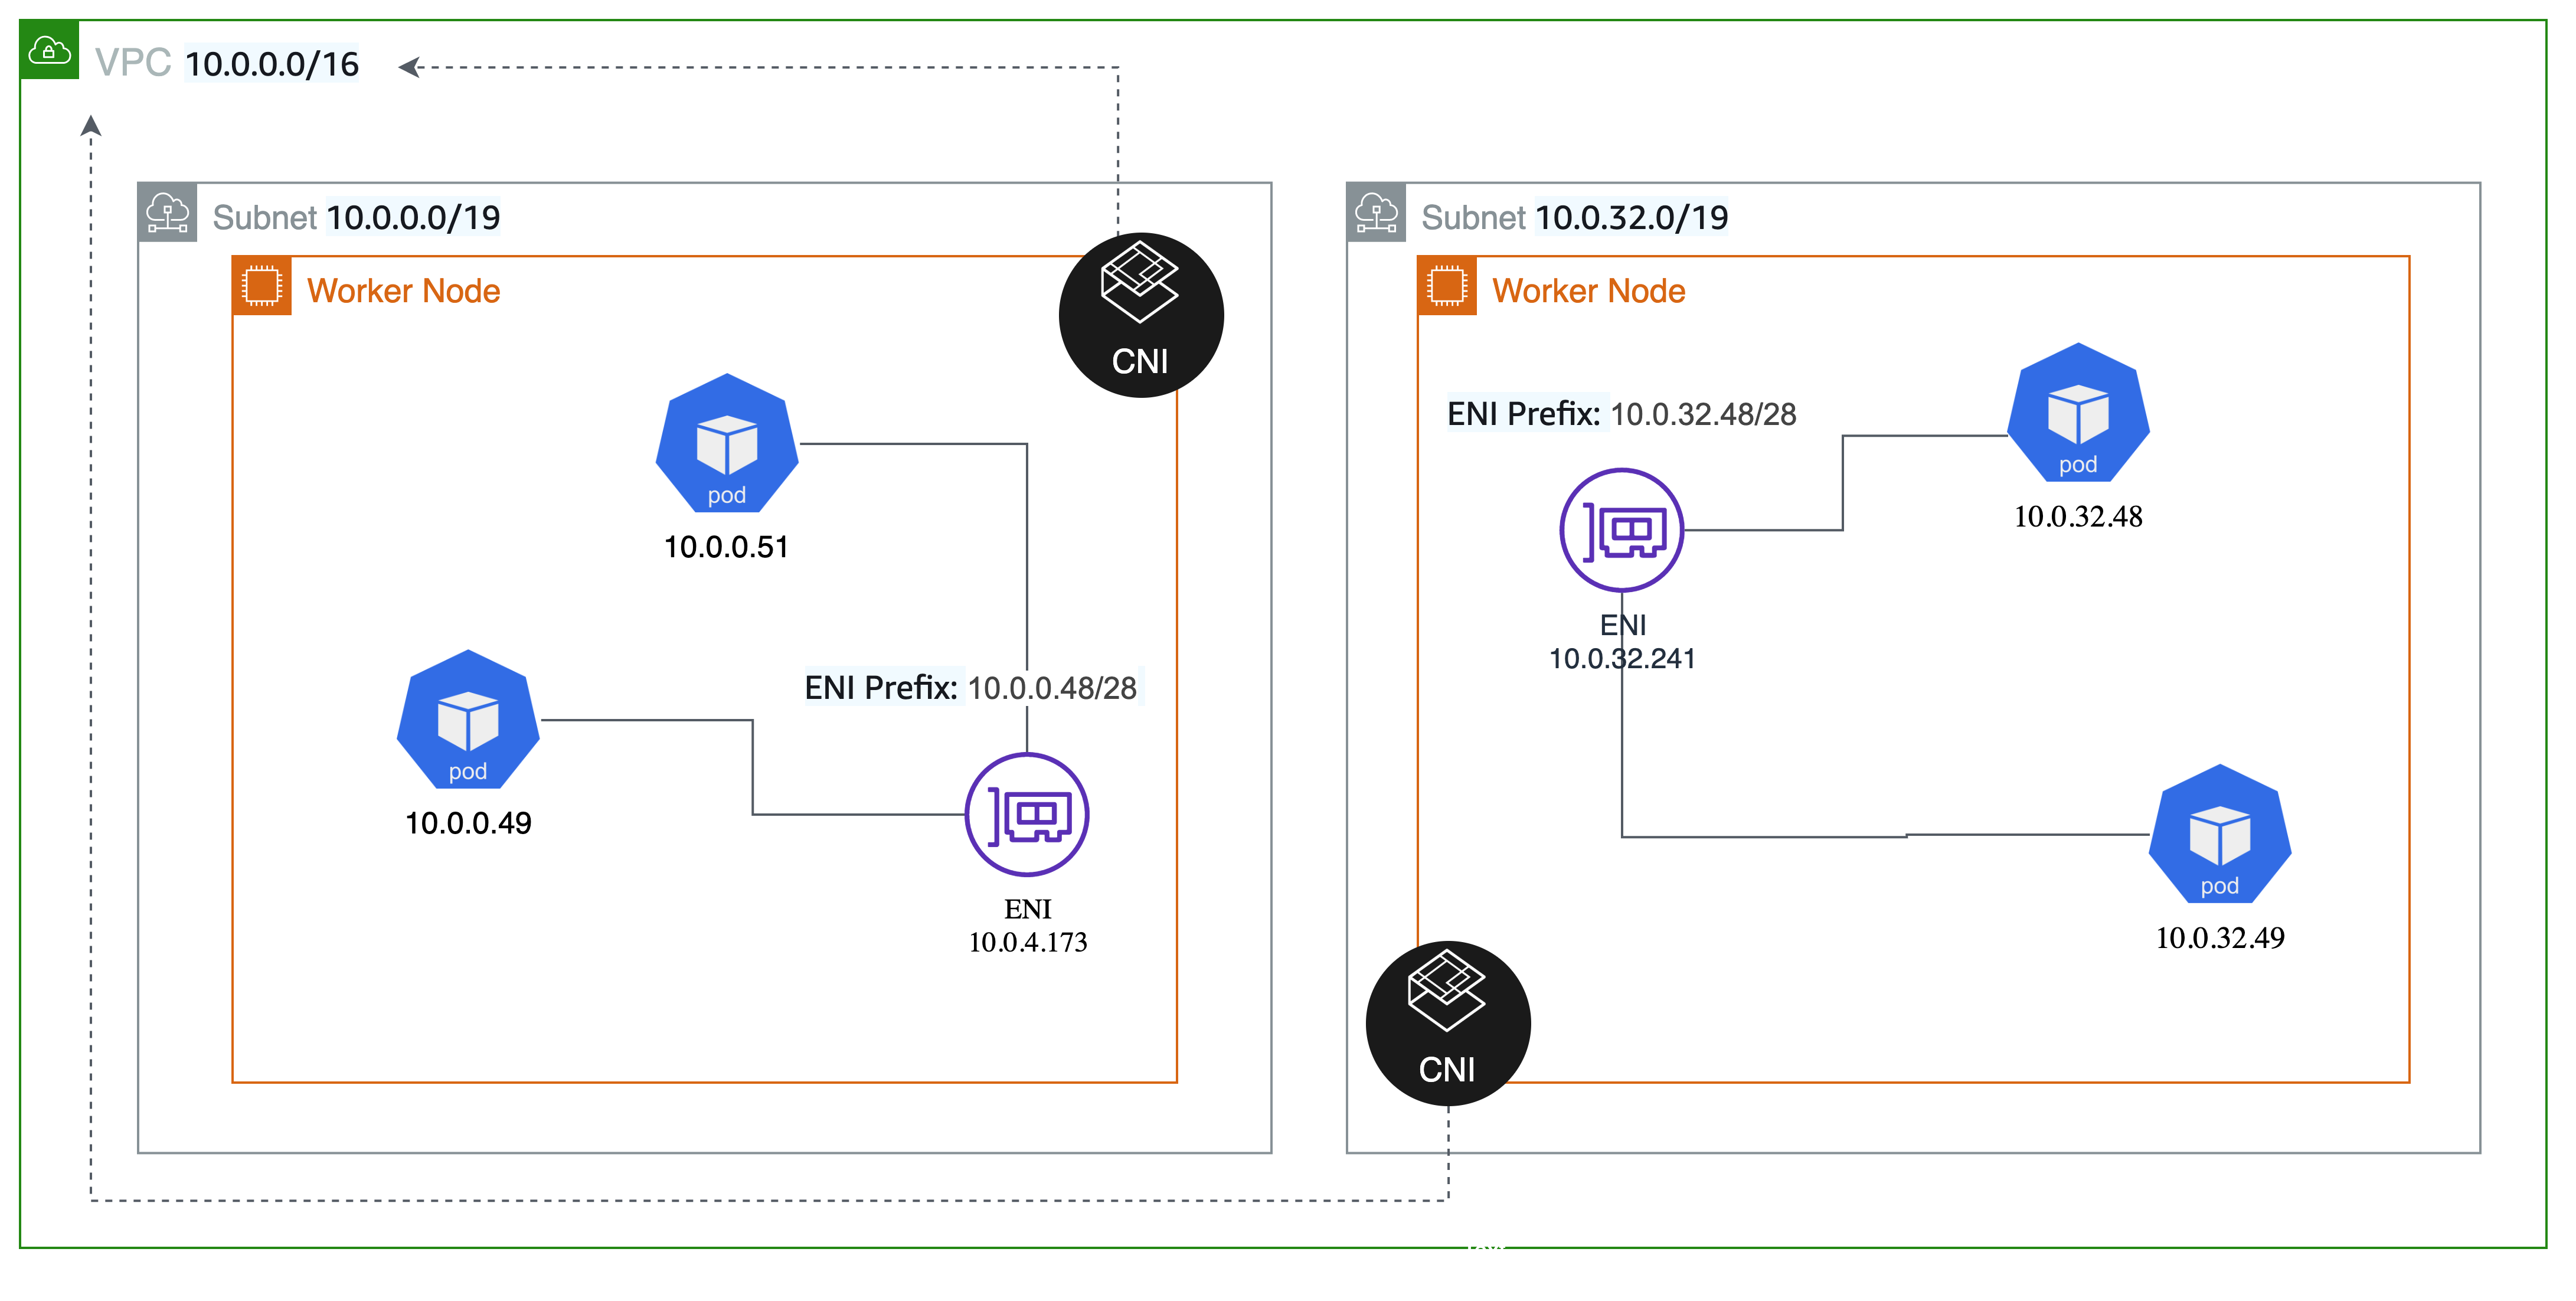 VPC 10.0.0.0/16
Subnet 10.0.0.0/19
Worker Node
CNI
pod
10.0.0.51
pod
10.0.0.49
ENI Prefix: 10.0.0.48/28
ENI
10.0.4.173
Subnet 10.0.32.0/19
Worker Node
ENI Prefix: 10.0.32.48/28
pod
10.0.32.48
ENI
10.0.32.241
pod
10.0.32.49
CNI